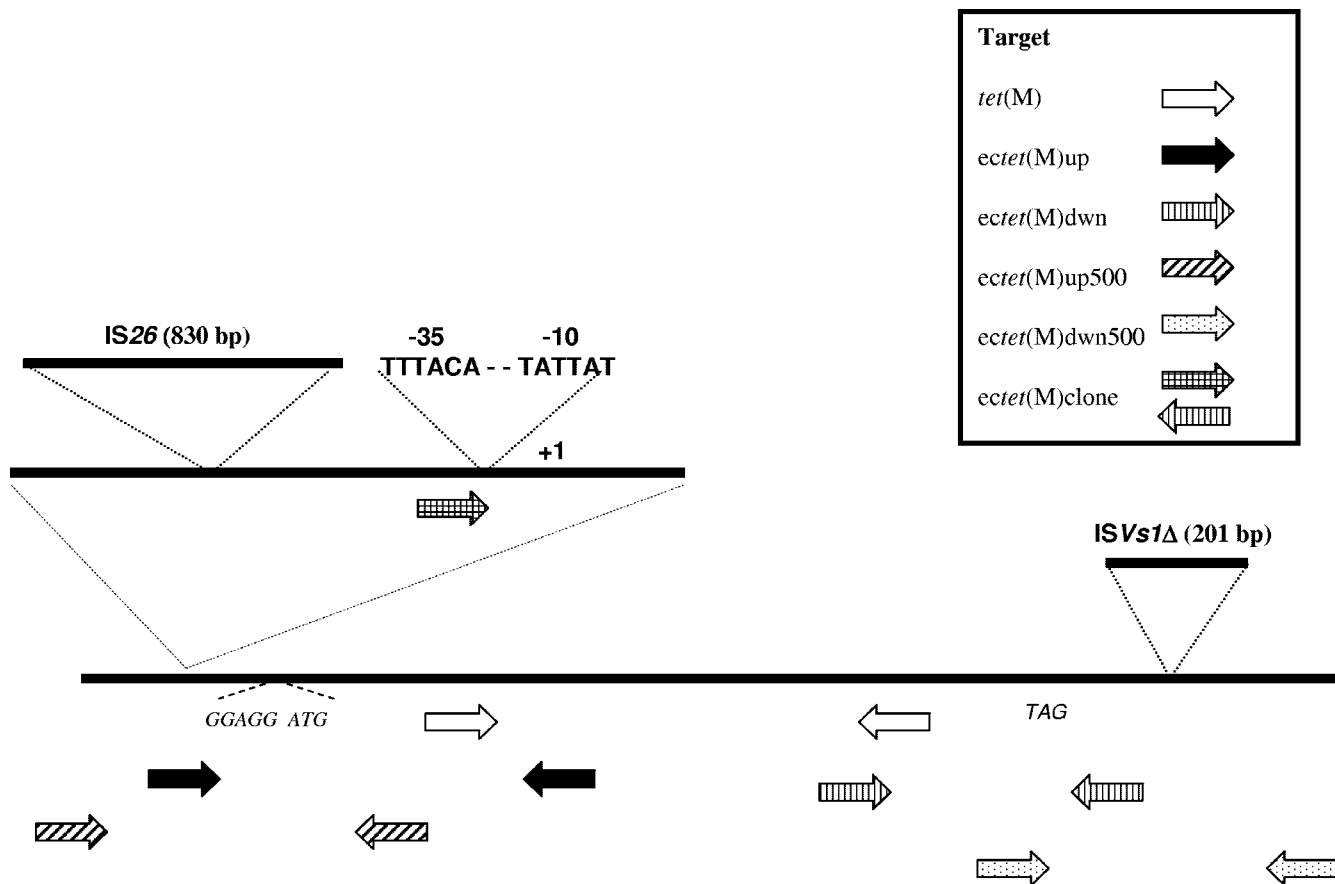 Target
tet(M)
ectet(M)up
ectet(M)dwn
ectet(M)up500
ectet(M)dwn500
ectet(M)clone
IS26 (830 bp)
-35 -10
TTTACA - - TATTAT
+1
ISVs1Δ (201 bp)
GGAGG ATG
TAG